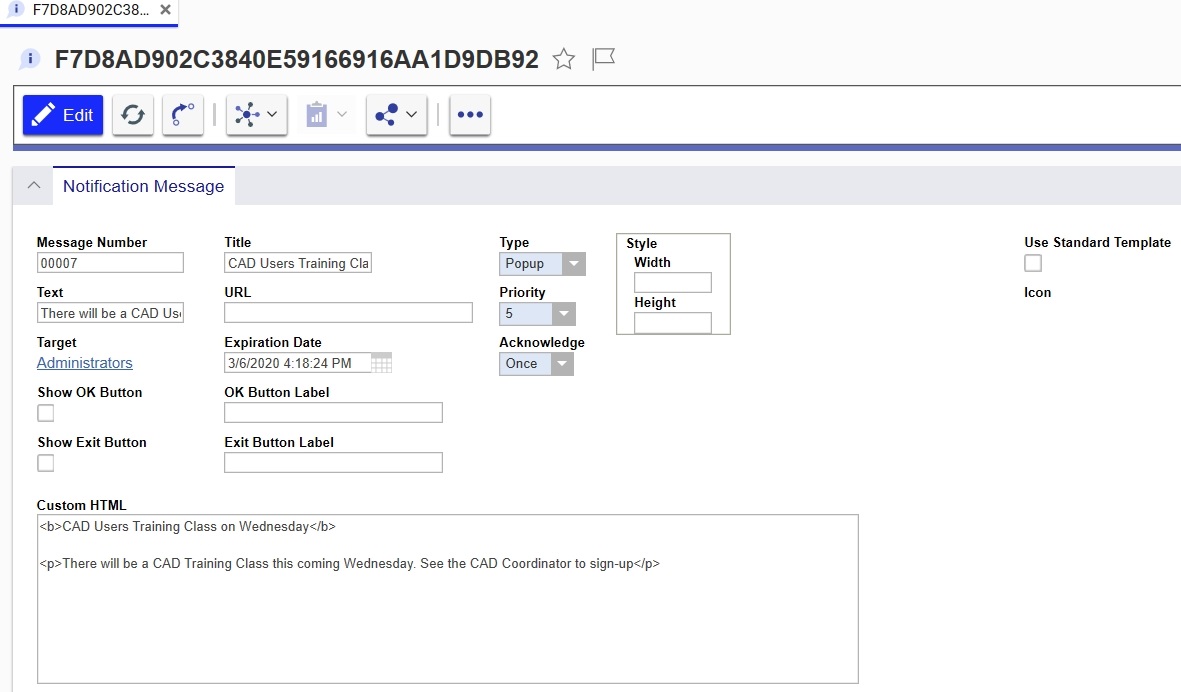 F7D8AD902C38...
F7D8AD902C3840E59166916AA1D9DB92
Edit
Notification Message
Message Number
00007
Title
CAD Users Training Cla
Type
Popup
Style
Width
Height
Use Standard Template
Text
There will be a CAD Use
URL
Priority
5
Icon
Target
Administrators
Expiration Date
3/6/2020 4:18:24 PM
Acknowledge
Once
Show OK Button
OK Button Label
Show Exit Button
Exit Button Label
Custom HTML
<b>CAD Users Training Class on Wednesday</b>
<p>There will be a CAD Training Class this coming Wednesday. See the CAD Coordinator to sign-up</p>